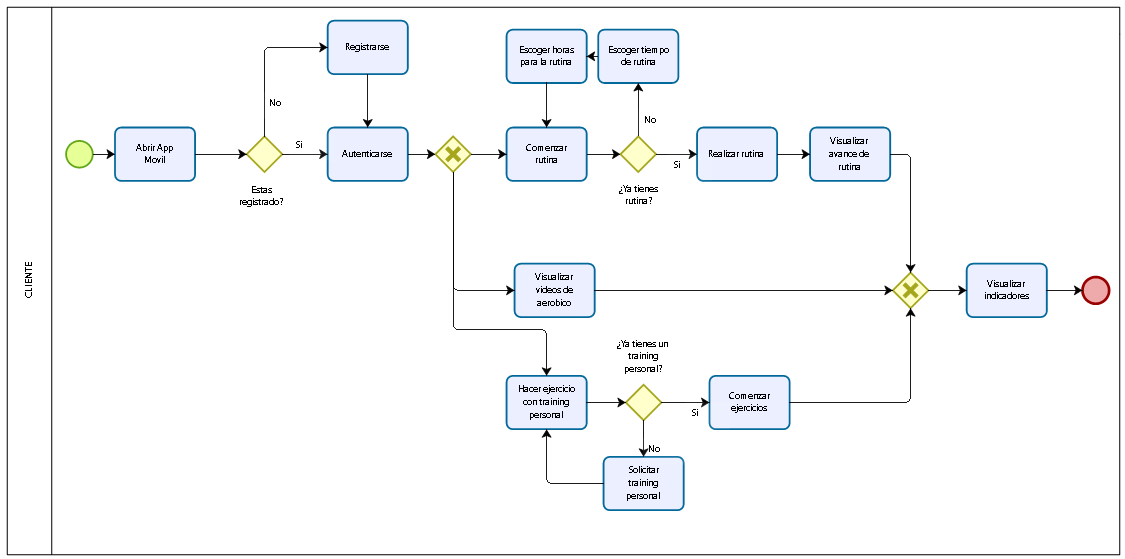 CLIENTE
Abrir App
Movil
Estas
registrado?
No
Si
Registrarse
Autenticarse
Escoger horas
para la rutina
Escoger tiempo
de rutina
Comenzar
rutina
No
¿Ya tienes
rutina?
Si
Realizar rutina
Visualizar
avance de
rutina
Visualizar
videos de
aerobico
Visualizar
indicadores
Hacer ejercicio
con training
personal
¿Ya tienes un
training
personal?
Si
No
Comenzar
ejercicios
Solicitar
training
personal